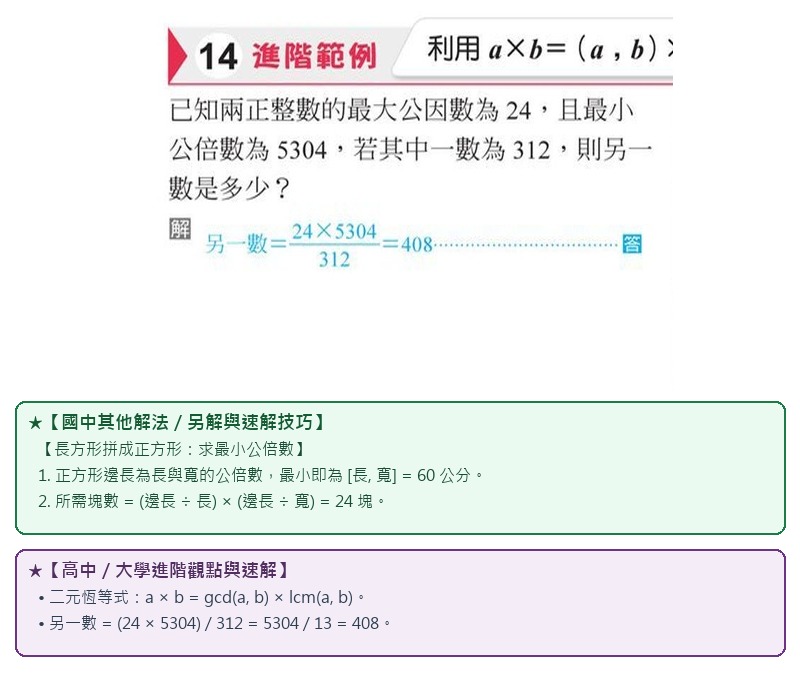 14 進階範例
利用 a×b=(a,b)×
已知兩正整數的最大公因數為 24,且最小
公倍數為 5304,若其中一數為 312,則另一
數是多少?
解
另一數=24×5304/312=408⋯⋯⋯⋯⋯⋯⋯⋯⋯⋯ 答
★【國中其他解法 / 另解與速解技巧】
【長方形拼成正方形:求最小公倍數】
1. 正方形邊長為長與寬的公倍數,最小即為 [長, 寬] = 60 公分。
2. 所需塊數 = (邊長 ÷ 長) × (邊長 ÷ 寬) = 24 塊。
★【高中 / 大學進階觀點與速解】
• 二元恆等式:a × b = gcd(a, b) × lcm(a, b)。
• 另一數 = (24 × 5304) / 312 = 5304 / 13 = 408。